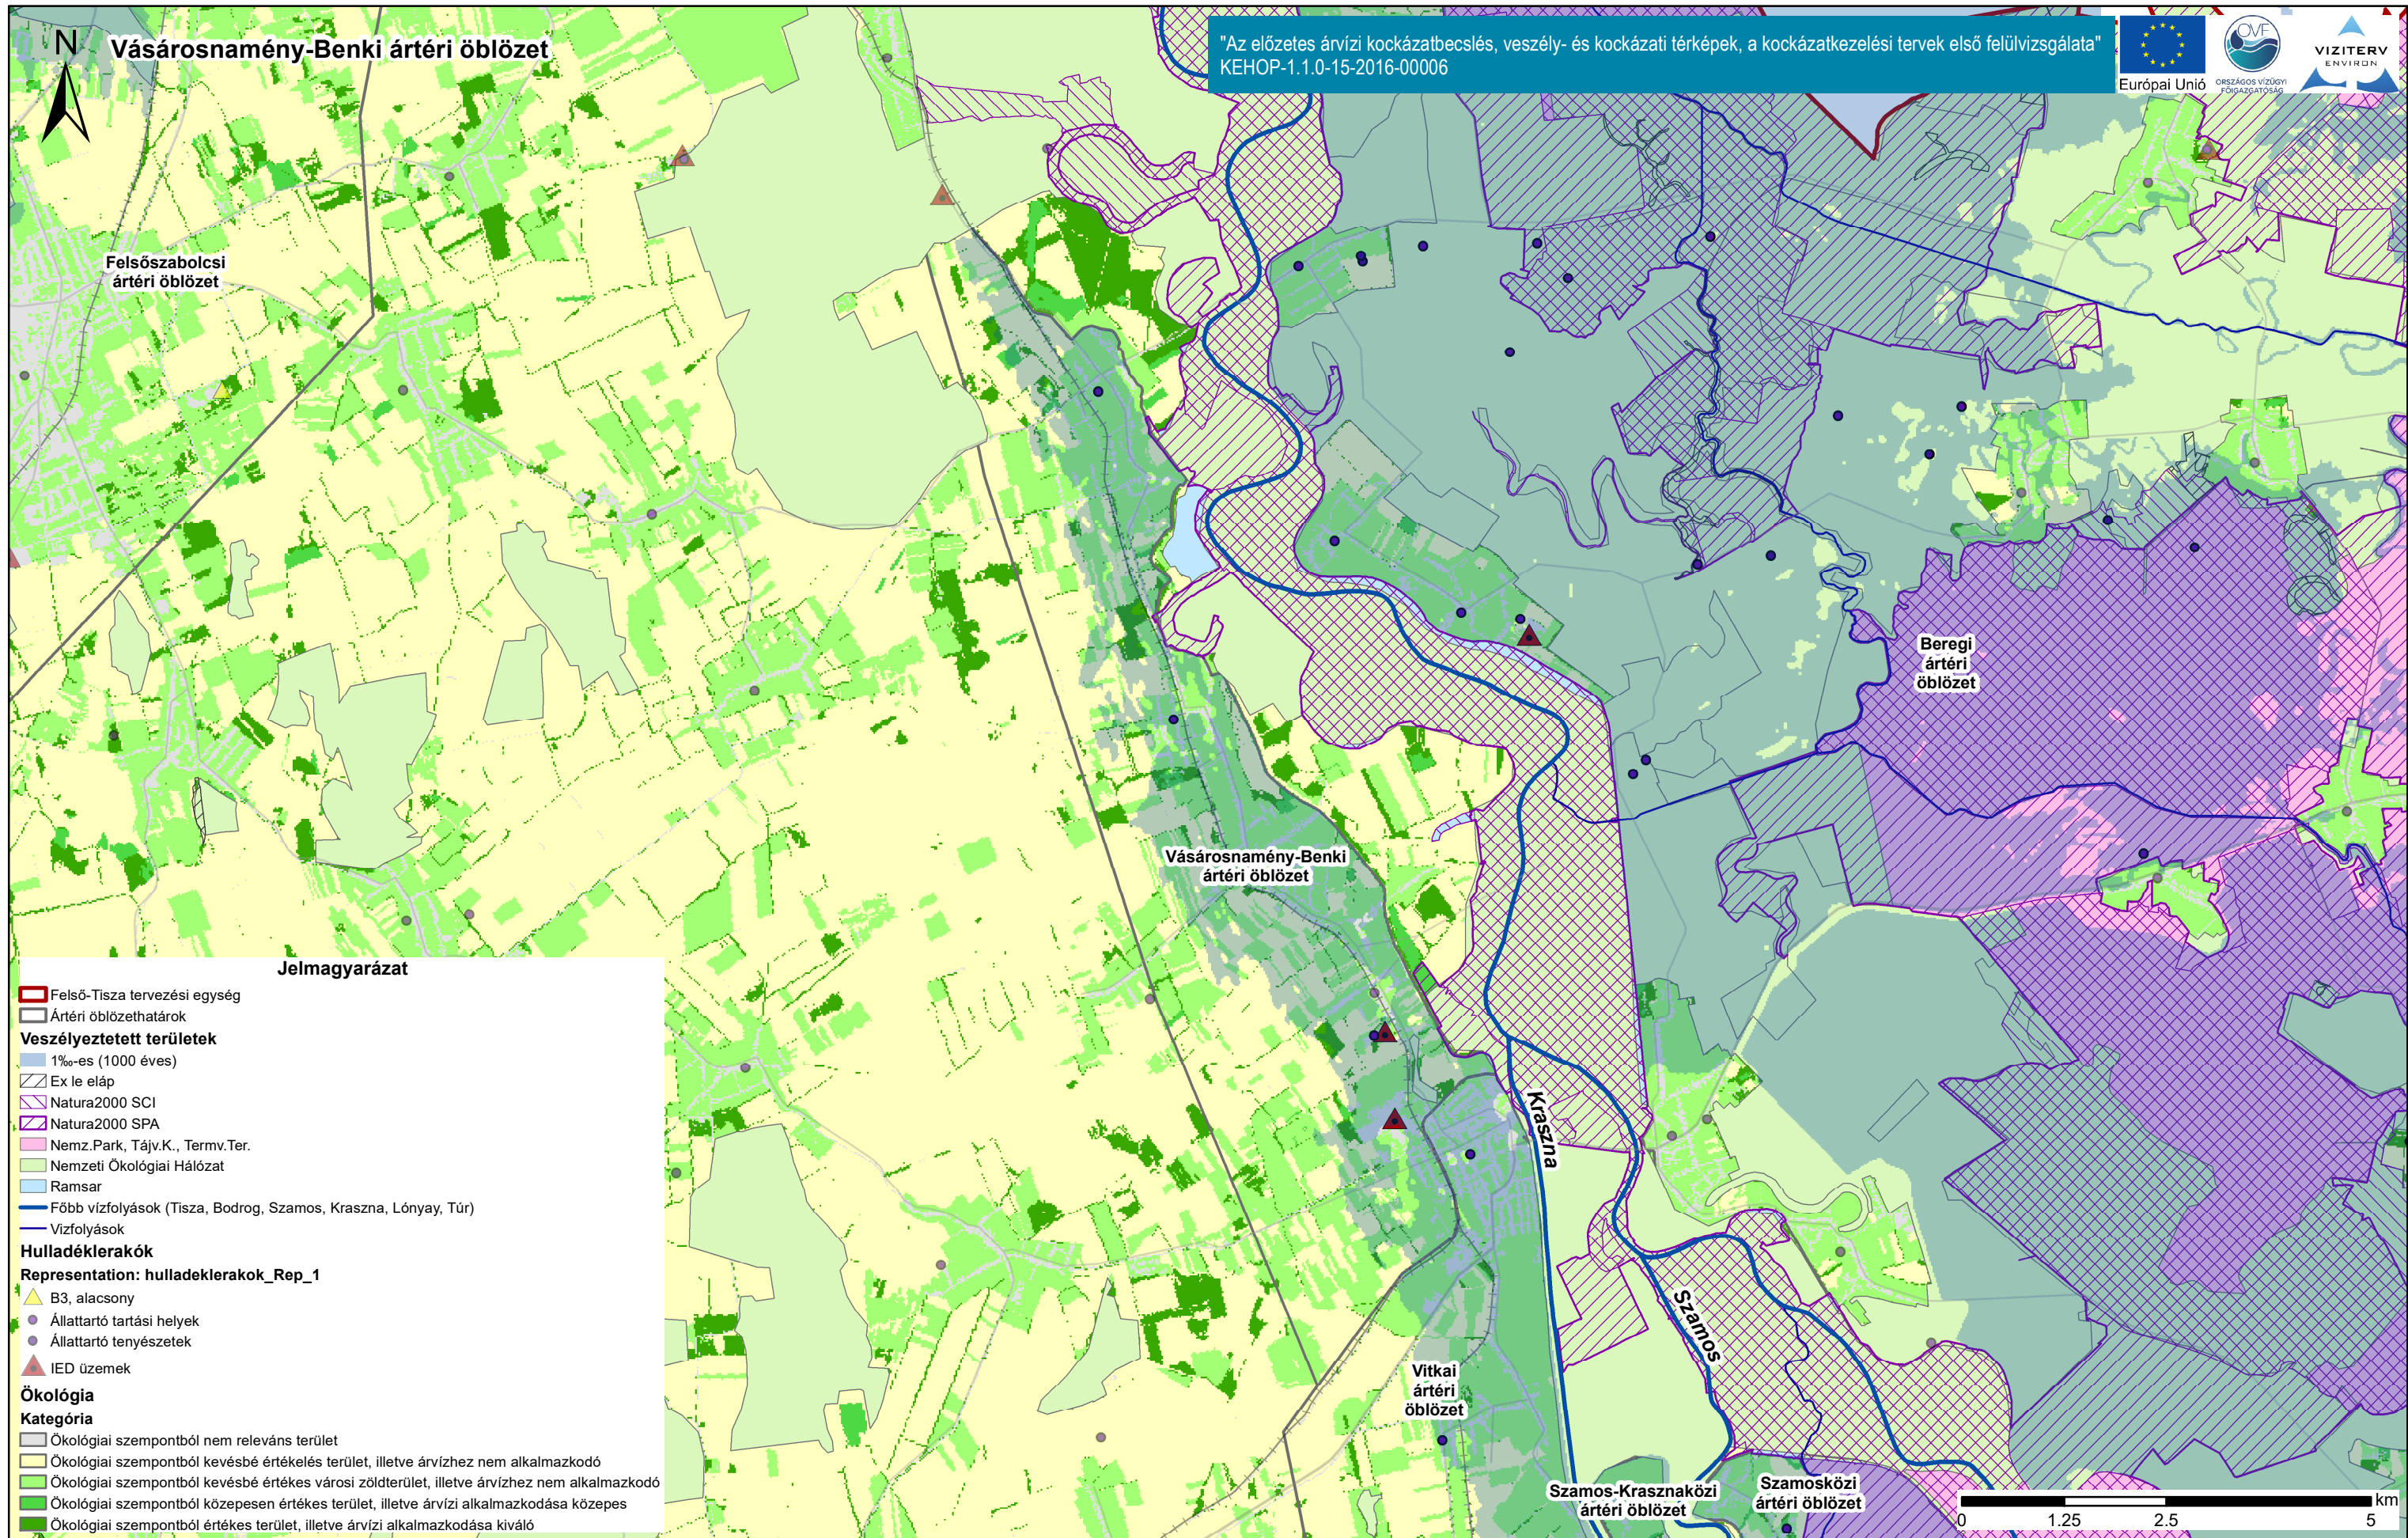 N
Vásárosnamény-Benki ártéri öblözet
"Az előzetes árvízi kockázatbecslés, veszély- és kockázati térképek, a kockázatkezelési tervek első felülvizsgálata"
KEHOP-1.1.0-15-2016-00006
Európai Unió
OVF
ORSZÁGOS VÍZÜGYI
FŐIGAZGATÓSÁG
VIZITERV
ENVIRON
Felsőszabolcsi
ártéri öblözet
Beregi
ártéri
öblözet
Vásárosnamény-Benki
ártéri öblözet
Kraszna
Szamos
Vitkai
ártéri
öblözet
Szamos-Krasznaközi
ártéri öblözet
Szamosközi
ártéri öblözet
Jelmagyarázat
Felső-Tisza tervezési egység
Ártéri öblözethatárok
Veszélyeztetett területek
1‰-es (1000 éves)
Ex le eláp
Natura2000 SCI
Natura2000 SPA
Nemz.Park, Tájv.K., Termv.Ter.
Nemzeti Ökológiai Hálózat
Ramsar
Főbb vízfolyások (Tisza, Bodrog, Szamos, Kraszna, Lónyay, Túr)
Vizfolyások
Hulladéklerakók
Representation: hulladeklerakok_Rep_1
B3, alacsony
Állattartó tartási helyek
Állattartó tenyészetek
IED üzemek
Ökológia
Kategória
Ökológiai szempontból nem releváns terület
Ökológiai szempontból kevésbé értékelés terület, illetve árvízhez nem alkalmazkodó
Ökológiai szempontból kevésbé értékes városi zöldterület, illetve árvízhez nem alkalmazkodó
Ökológiai szempontból közepesen értékes terület, illetve árvízi alkalmazkodása közepes
Ökológiai szempontból értékes terület, illetve árvízi alkalmazkodása kiváló
km
0 1.25 2.5 5